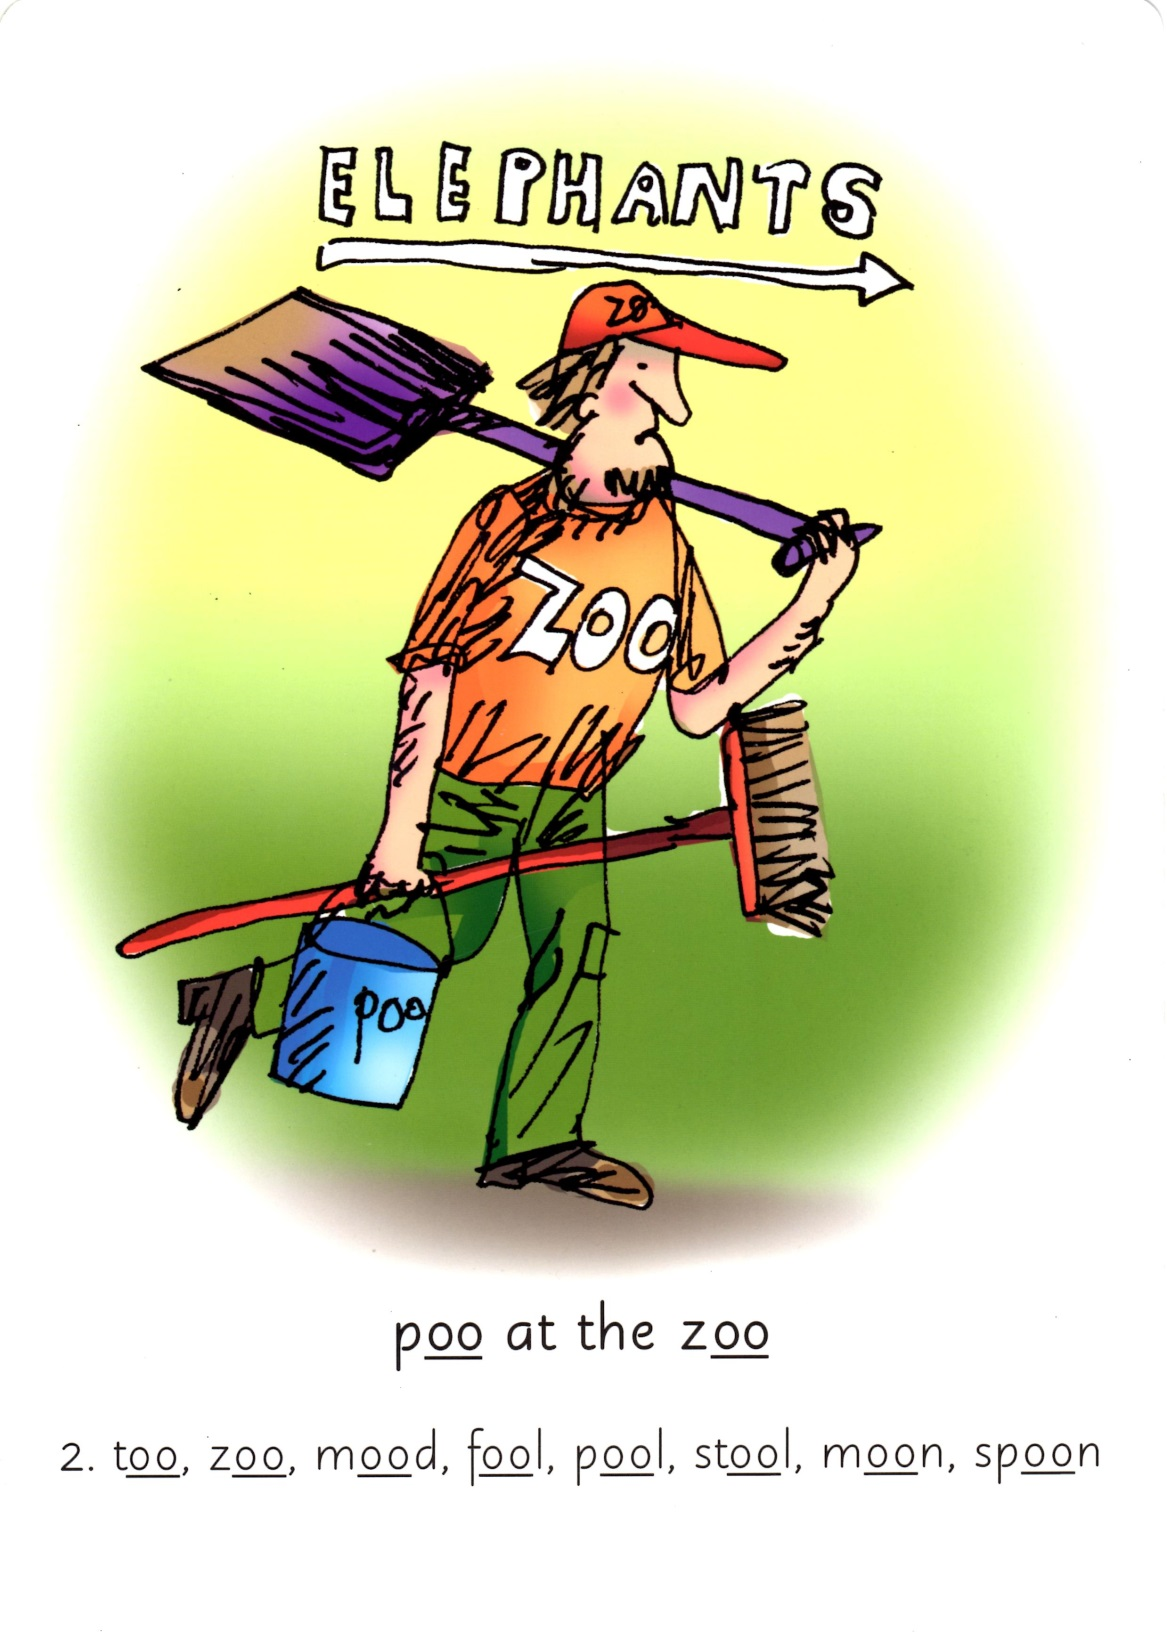 ELEPHANTS
ZOO
ZOO
poo
poo at the zoo
2. too, zoo, mood, fool, pool, stool, moon, spoon